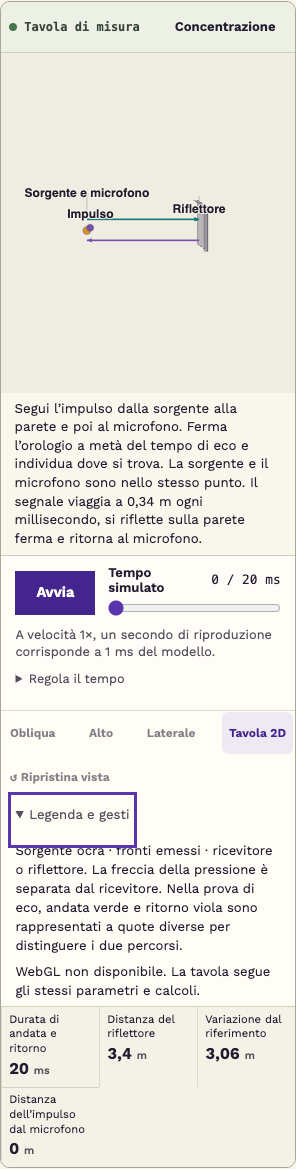 Tavola di misura
Concentrazione
Sorgente e microfono
Impulso
Riflettore
Segui l’impulso dalla sorgente alla
parete e poi al microfono. Ferma
l’orologio a metà del tempo di eco e
individua dove si trova. La sorgente e il
microfono sono nello stesso punto. Il
segnale viaggia a 0,34 m ogni
millisecondo, si riflette sulla parete
ferma e ritorna al microfono.
Avvia
Tempo
simulato
0 / 20 ms
A velocità 1×, un secondo di riproduzione
corrisponde a 1 ms del modello.
▶ Regola il tempo
Obliqua
Alto
Laterale
Tavola 2D
↺ Ripristina vista
▼ Legenda e gesti
Sorgente ocra · fronti emessi · ricevitore
o riflettore. La freccia della pressione è
separata dal ricevitore. Nella prova di
eco, andata verde e ritorno viola sono
rappresentati a quote diverse per
distinguere i due percorsi.
WebGL non disponibile. La tavola segue
gli stessi parametri e calcoli.
Durata di
andata e
ritorno
20 ms
Distanza del
riflettore
3,4 m
Variazione dal
riferimento
3,06 m
Distanza
dell’impulso
dal microfono
0 m